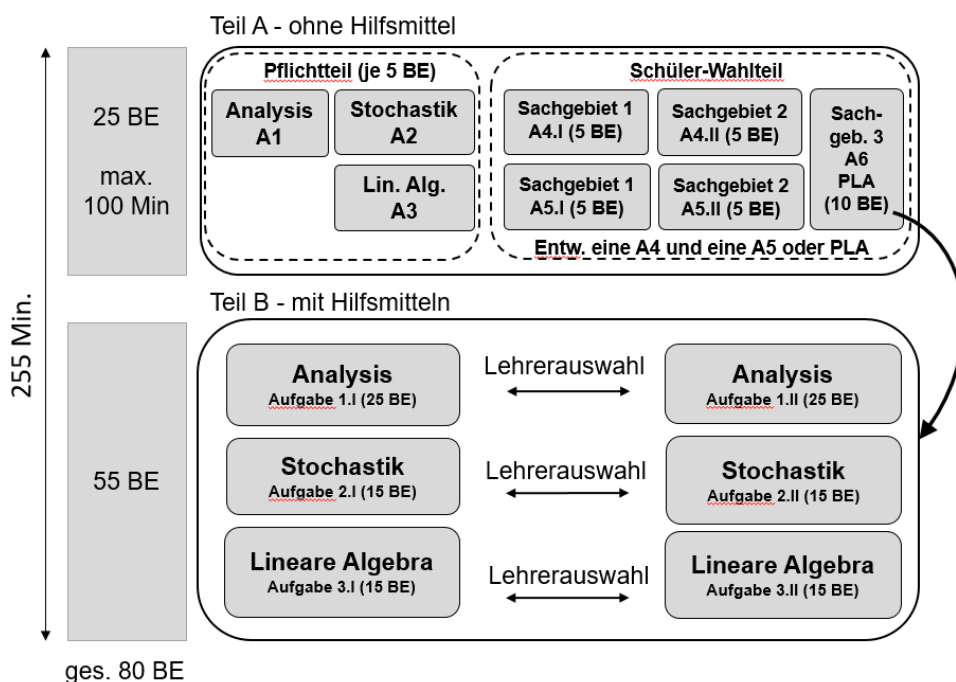 Teil A - ohne Hilfsmittel
255 Min.
25 BE
max.
100 Min
Pflichtteil (je 5 BE)
Analysis
A1
Stochastik
A2
Lin. Alg.
A3
Schüler-Wahlteil
Sachgebiet 1
A4.I (5 BE)
Sachgebiet 2
A4.II (5 BE)
Sachgebiet 1
A5.I (5 BE)
Sachgebiet 2
A5.II (5 BE)
Sach-
geb. 3
A6
PLA
(10 BE)
Entw. eine A4 und eine A5 oder PLA
Teil B - mit Hilfsmitteln
55 BE
Analysis
Aufgabe 1.I (25 BE)
Lehrerauswahl
Analysis
Aufgabe 1.II (25 BE)
Stochastik
Aufgabe 2.I (15 BE)
Lehrerauswahl
Stochastik
Aufgabe 2.II (15 BE)
Lineare Algebra
Aufgabe 3.I (15 BE)
Lehrerauswahl
Lineare Algebra
Aufgabe 3.II (15 BE)
ges. 80 BE